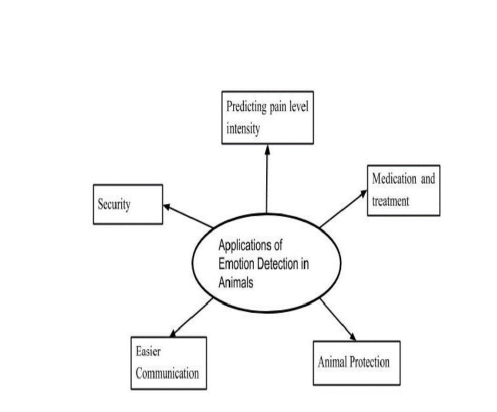 Predicting pain level
intensity
Medication and
treatment
Security
Applications of
Emotion Detection in
Animals
Easier
Communication
Animal Protection